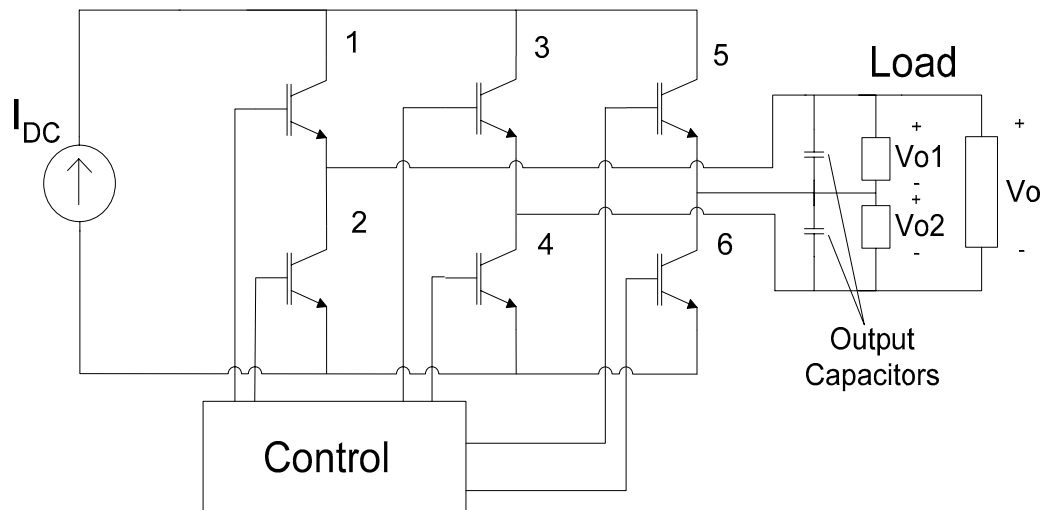 1
3
5
Load
I_DC
+
+
Vo1
-
Vo
+
Vo2
-
-
2
4
6
Output
Capacitors
Control